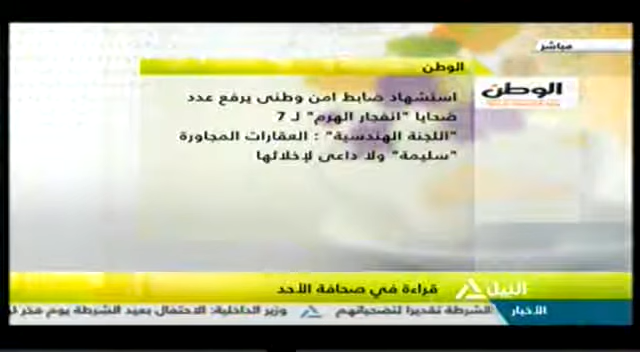 مباشر
الوطن
الوطن
استشهاد ضابط امن وطنى يرفع عدد
ضحايا "انفجار الهرم" لـ 7
"اللجنة الهندسية" : العقارات المجاورة
"سليمة" ولا داعى لإخلائها
النيل
قراءة في صحافة الأحد
الأخبار
الشرطة تقديرا لتضحياتهم
وزير الداخلية: الاحتفال بعيد الشرطة يوم فخر